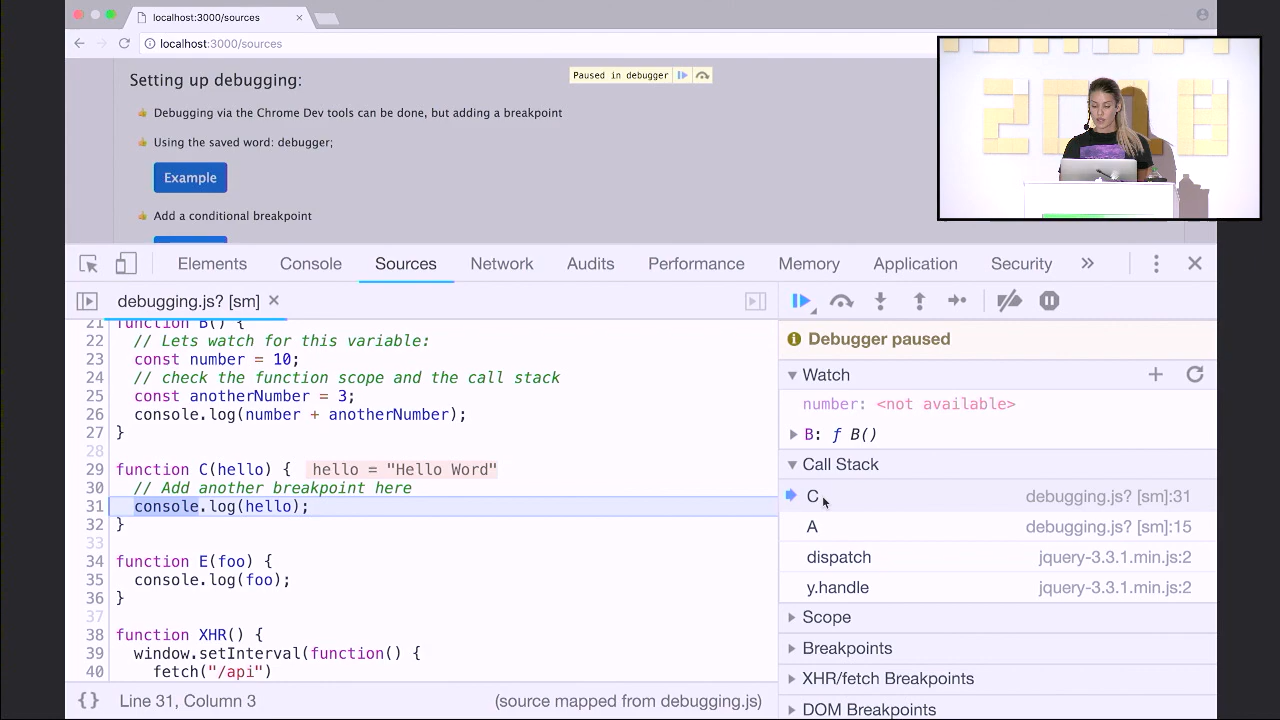 localhost:3000/sources
localhost:3000/sources
Setting up debugging:
Paused in debugger
Debugging via the Chrome Dev tools can be done, but adding a breakpoint
Using the saved word: debugger;
Example
Add a conditional breakpoint
2018
Elements Console Sources Network Audits Performance Memory Application Security »
debugging.js? [sm]
21 function B() {
22 // Lets watch for this variable:
23 const number = 10;
24 // check the function scope and the call stack
25 const anotherNumber = 3;
26 console.log(number + anotherNumber);
27 }
28
29 function C(hello) { hello = "Hello Word"
30 // Add another breakpoint here
31 console.log(hello);
32 }
33
34 function E(foo) {
35 console.log(foo);
36 }
37
38 function XHR() {
39 window.setInterval(function() {
40 fetch("/api")
{} Line 31, Column 3 (source mapped from debugging.js)
Debugger paused
Watch
number: <not available>
B: ƒ B()
Call Stack
C debugging.js? [sm]:31
A debugging.js? [sm]:15
dispatch jquery-3.3.1.min.js:2
y.handle jquery-3.3.1.min.js:2
Scope
Breakpoints
XHR/fetch Breakpoints
DOM Breakpoints